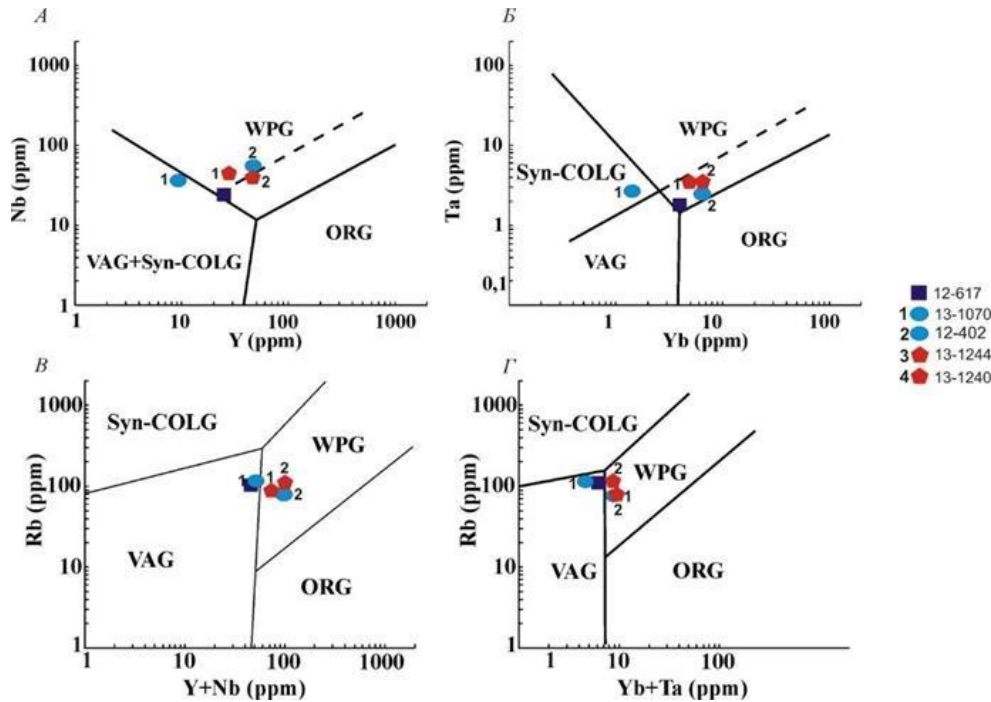 А
1000
100
10
1
Nb (ppm)
WPG
2
1
2
1
ORG
VAG+Syn-COLG
1
10
100
1000
Y (ppm)
Б
100
10
1
0,1
Ta (ppm)
WPG
Syn-COLG
2
1
1
2
VAG
ORG
1
10
100
Yb (ppm)
12-617
1 13-1070
2 12-402
3 13-1244
4 13-1240
В
1000
100
10
1
Rb (ppm)
Syn-COLG
WPG
2
1
1
2
VAG
ORG
1
10
100
1000
Y+Nb (ppm)
Г
1000
100
10
1
Rb (ppm)
Syn-COLG
2
WPG
1
1
2
VAG
ORG
1
10
100
Yb+Ta (ppm)